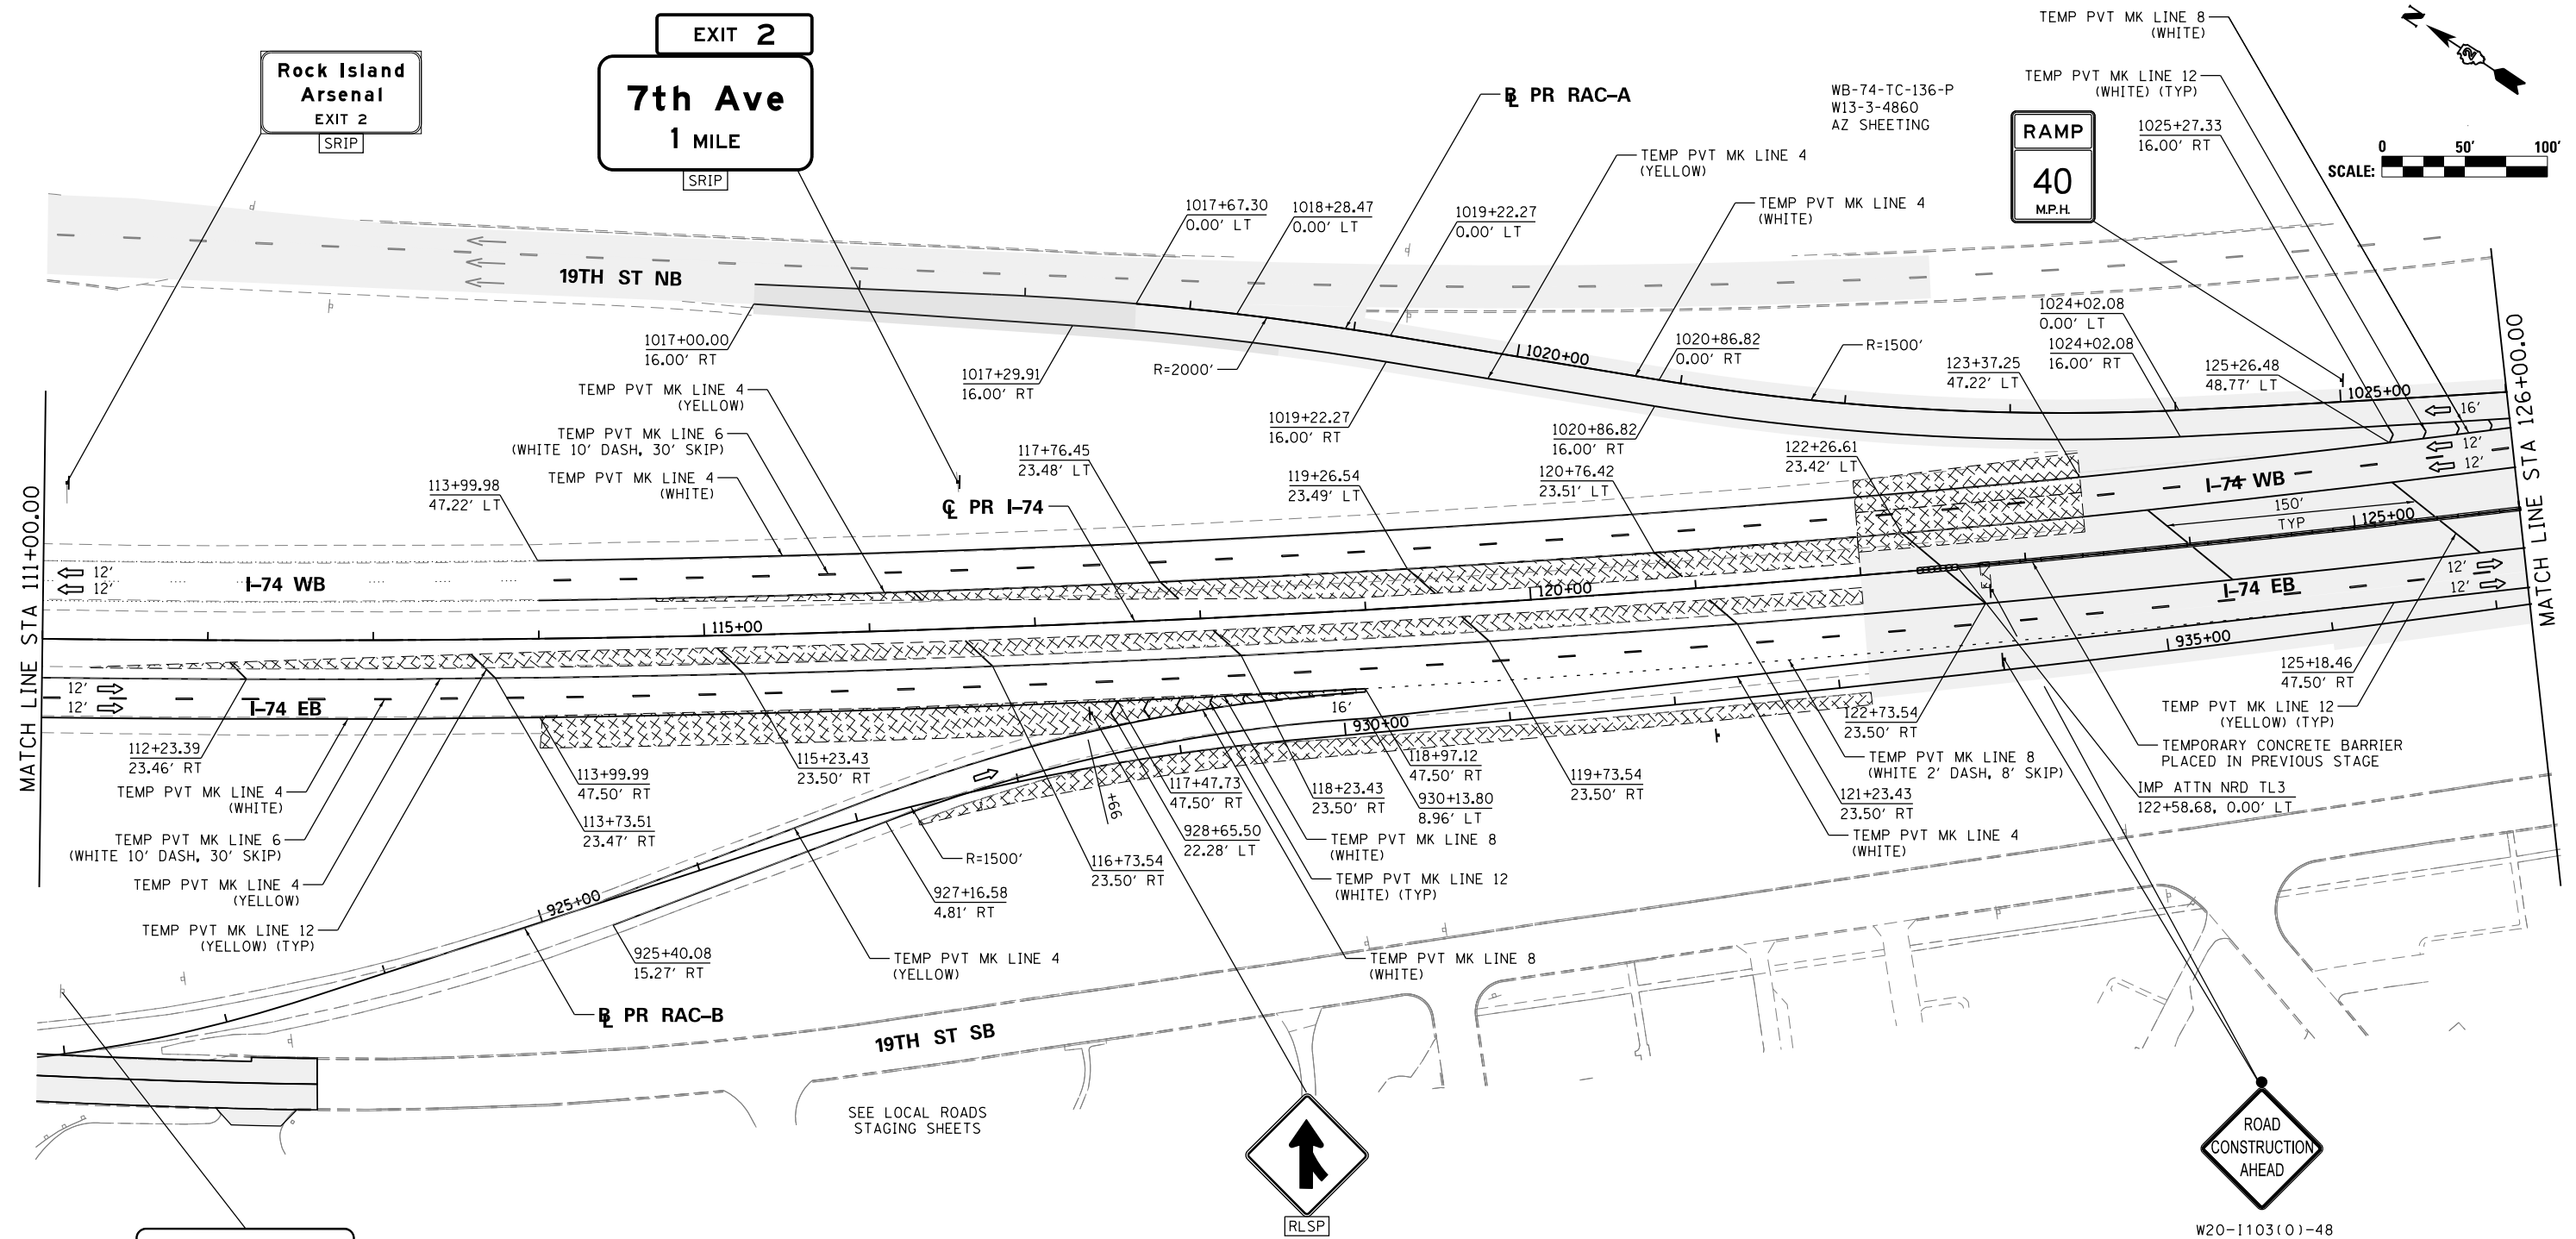 EXIT 2
7th Ave
1 MILE
SRIP
Rock Island
Arsenal
EXIT 2
SRIP
TEMP PVT MK LINE 8
(WHITE)
TEMP PVT MK LINE 12
(WHITE) (TYP)
N
2
WB-74-TC-136-P
W13-3-4860
AZ SHEETING
RAMP
40
M.P.H.
1025+27.33
16.00' RT
SCALE:
0 50' 100'
℄ PR RAC-A
TEMP PVT MK LINE 4
(YELLOW)
TEMP PVT MK LINE 4
(WHITE)
1017+67.30
0.00' LT
1018+28.47
0.00' LT
1019+22.27
0.00' LT
19TH ST NB
1017+00.00
16.00' RT
1017+29.91
16.00' RT
R=2000'
1020+00
1020+86.82
0.00' RT
R=1500'
1024+02.08
0.00' LT
1024+02.08
16.00' RT
123+37.25
47.22' LT
125+26.48
48.77' LT
1025+00
16'
12'
12'
TEMP PVT MK LINE 4
(YELLOW)
TEMP PVT MK LINE 6
(WHITE 10' DASH, 30' SKIP)
TEMP PVT MK LINE 4
(WHITE)
1019+22.27
16.00' RT
1020+86.82
16.00' RT
113+99.98
47.22' LT
117+76.45
23.48' LT
119+26.54
23.49' LT
120+76.42
23.51' LT
122+26.61
23.42' LT
℄ PR I-74
I-74 WB
150'
TYP
125+00
MATCH LINE STA 111+00.00
MATCH LINE STA 126+00.00
12'
12'
I-74 WB
120+00
115+00
I-74 EB
12'
12'
935+00
12'
12'
I-74 EB
16'
930+00
+66
112+23.39
23.46' RT
TEMP PVT MK LINE 4
(WHITE)
TEMP PVT MK LINE 6
(WHITE 10' DASH, 30' SKIP)
TEMP PVT MK LINE 4
(YELLOW)
TEMP PVT MK LINE 12
(YELLOW) (TYP)
113+99.99
47.50' RT
113+73.51
23.47' RT
115+23.43
23.50' RT
116+73.54
23.50' RT
117+47.73
47.50' RT
928+65.50
22.28' LT
118+23.43
23.50' RT
118+97.12
47.50' RT
930+13.80
8.96' LT
119+73.54
23.50' RT
121+23.43
23.50' RT
122+73.54
23.50' RT
125+18.46
47.50' RT
TEMP PVT MK LINE 12
(YELLOW) (TYP)
TEMPORARY CONCRETE BARRIER
PLACED IN PREVIOUS STAGE
TEMP PVT MK LINE 8
(WHITE 2' DASH, 8' SKIP)
IMP ATTN NRD TL3
122+58.68, 0.00' LT
TEMP PVT MK LINE 4
(WHITE)
TEMP PVT MK LINE 8
(WHITE)
TEMP PVT MK LINE 12
(WHITE) (TYP)
TEMP PVT MK LINE 8
(WHITE)
R=1500'
927+16.58
4.81' RT
925+00
925+40.08
15.27' RT
TEMP PVT MK LINE 4
(YELLOW)
℄ PR RAC-B
19TH ST SB
SEE LOCAL ROADS
STAGING SHEETS
RLSP
ROAD
CONSTRUCTION
AHEAD
W20-I103(0)-48